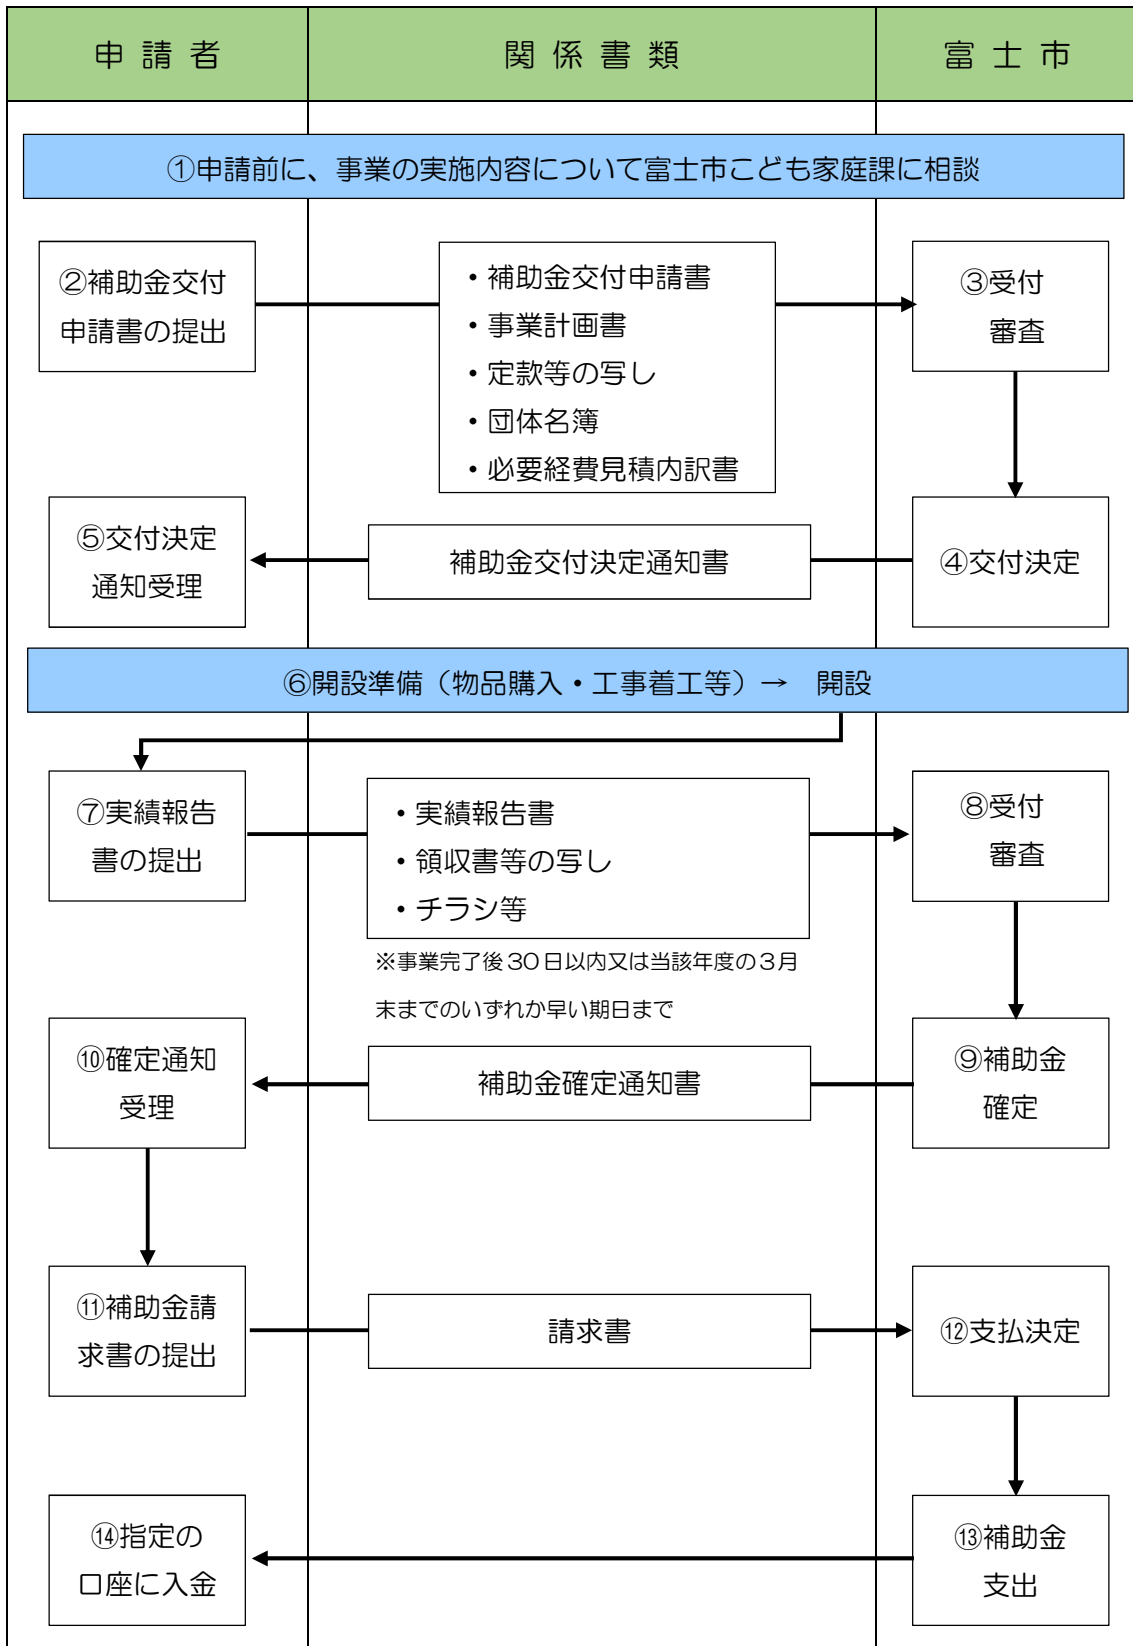 申請者
関係書類
富士市
①申請前に、事業の実施内容について富士市こども家庭課に相談
②補助金交付
申請書の提出
・補助金交付申請書
・事業計画書
・定款等の写し
・団体名簿
・必要経費見積内訳書
③受付
審査
⑤交付決定
通知受理
補助金交付決定通知書
④交付決定
⑥開設準備（物品購入・工事着工等）→　開設
⑦実績報告
書の提出
・実績報告書
・領収書等の写し
・チラシ等
⑧受付
審査
※事業完了後30日以内又は当該年度の3月
末までのいずれか早い期日まで
⑩確定通知
受理
補助金確定通知書
⑨補助金
確定
⑪補助金請
求書の提出
請求書
⑫支払決定
⑭指定の
口座に入金
⑬補助金
支出